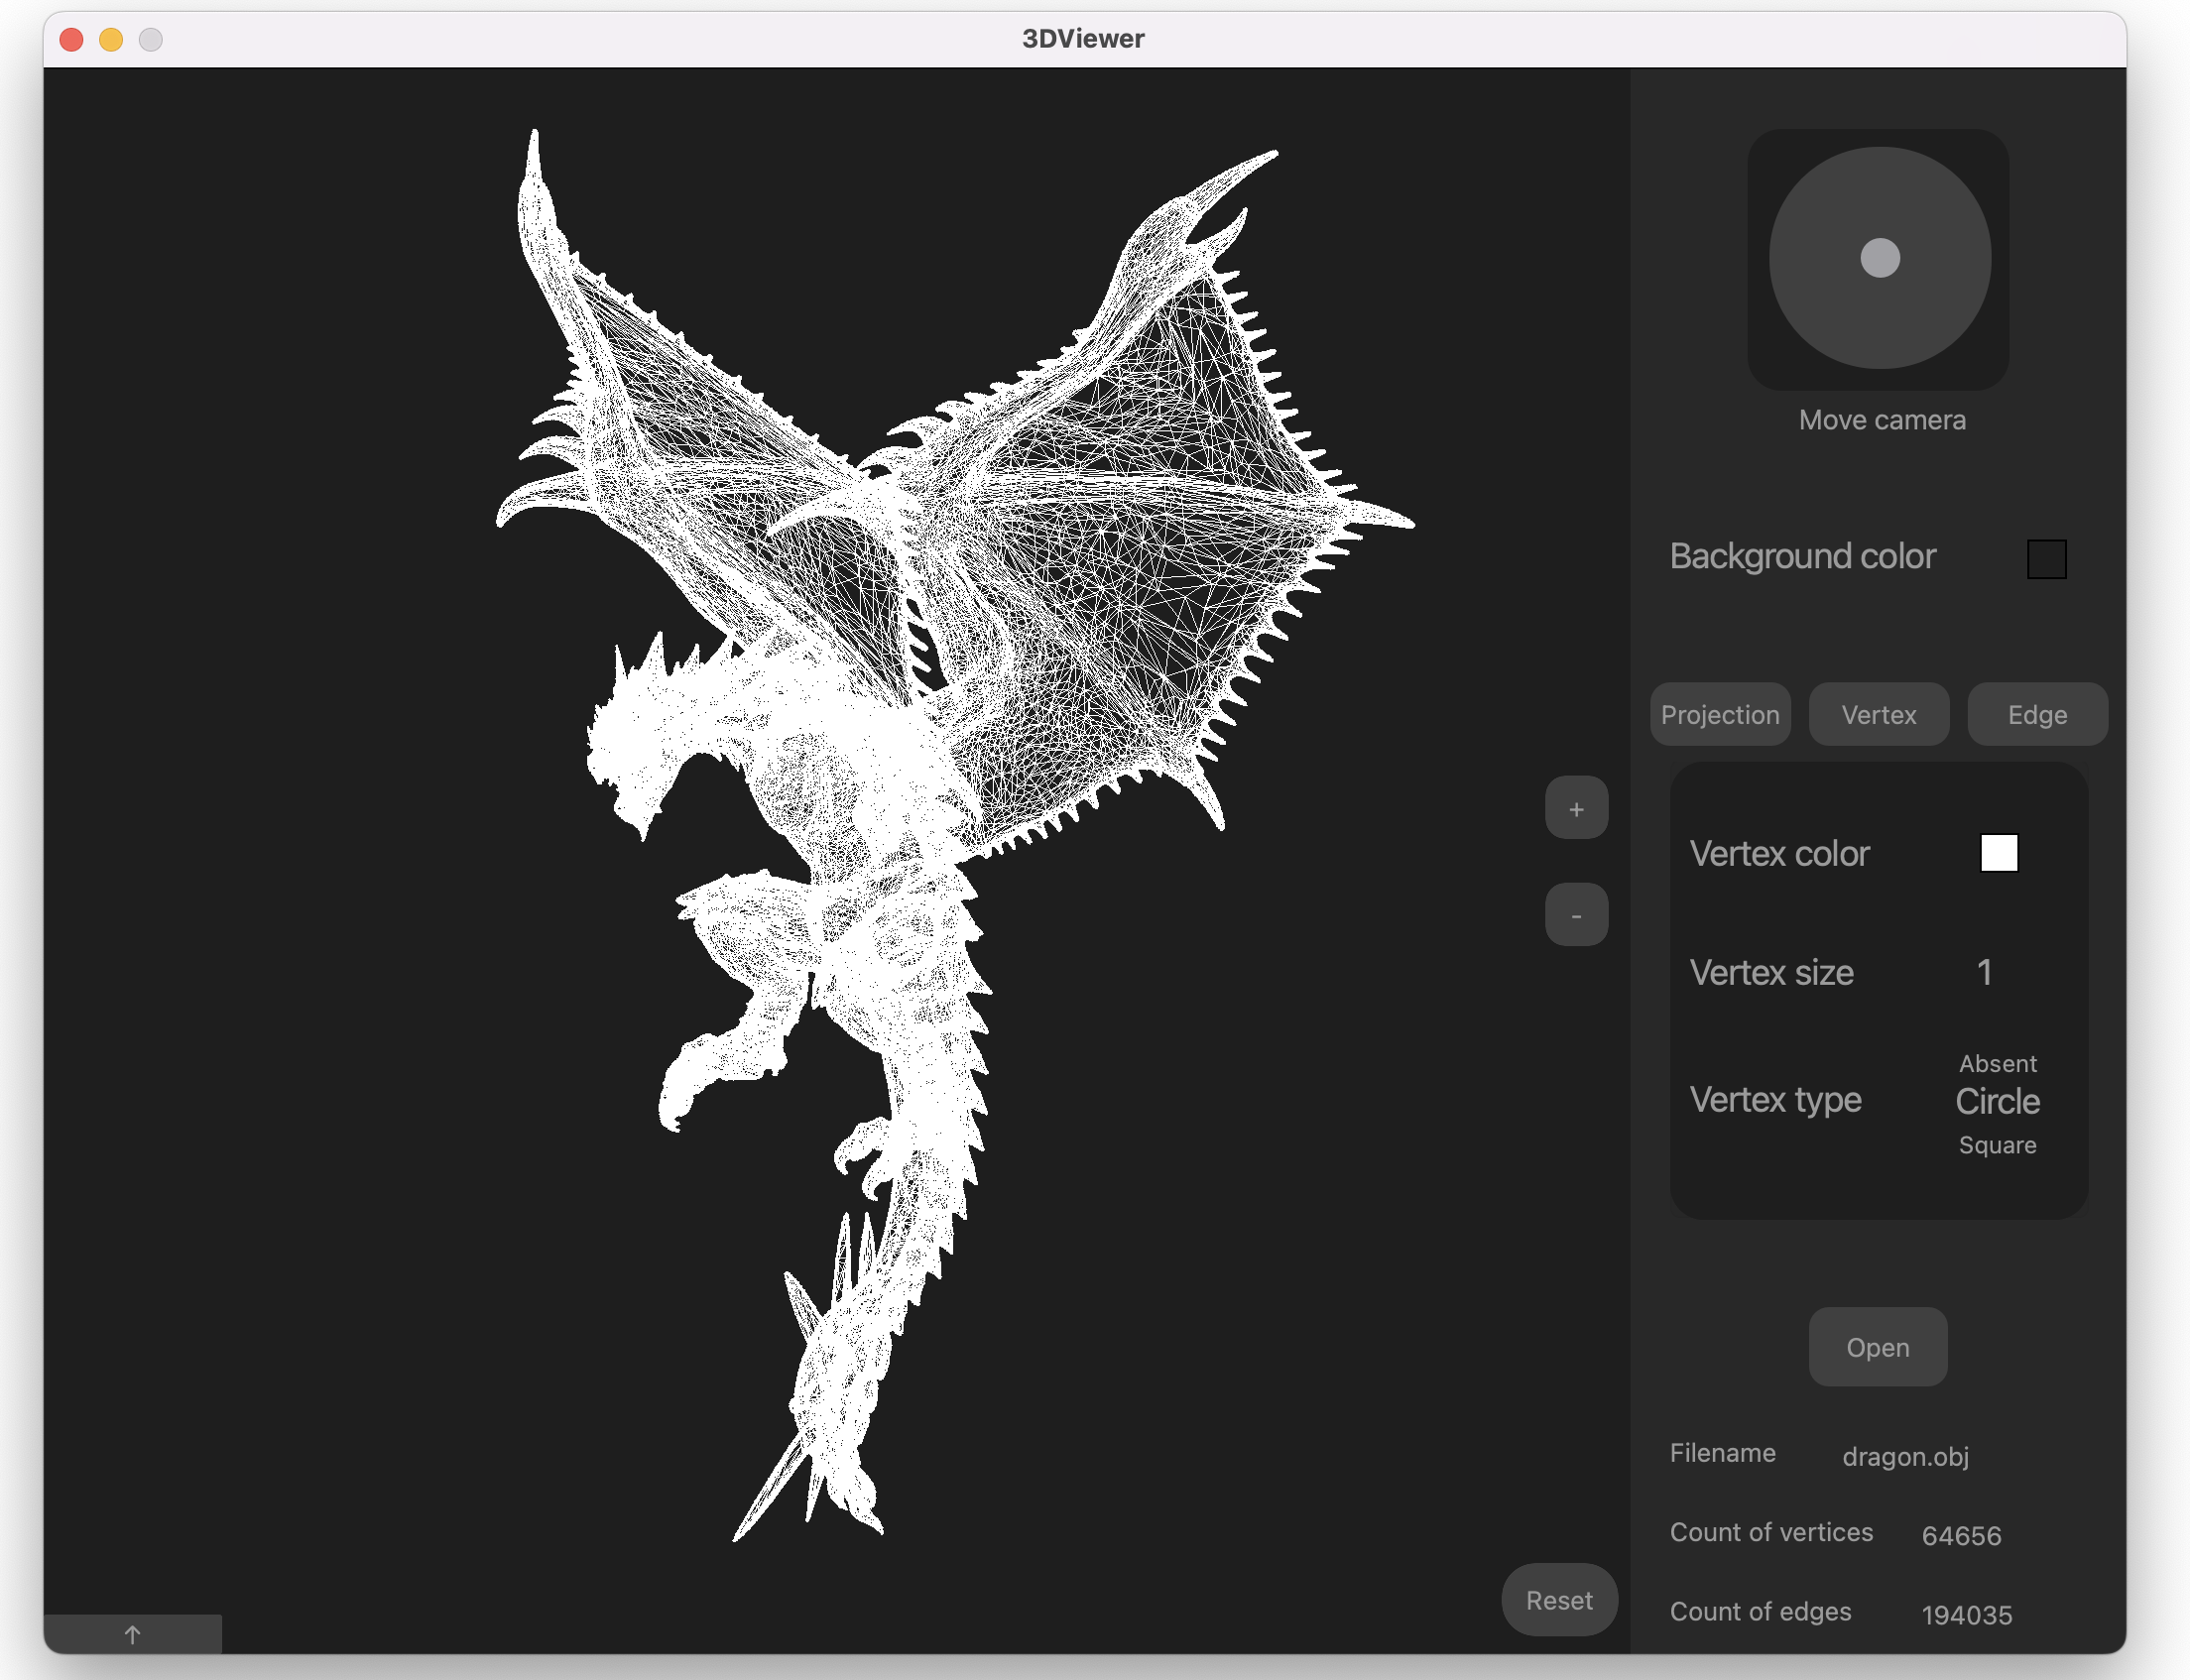 3DViewer
Move camera
Background color
Projection Vertex Edge
+
Vertex color
-
Vertex size 1
Absent
Vertex type Circle
Square
Open
Filename dragon.obj
Count of vertices 64656
Reset
Count of edges 194035
↑